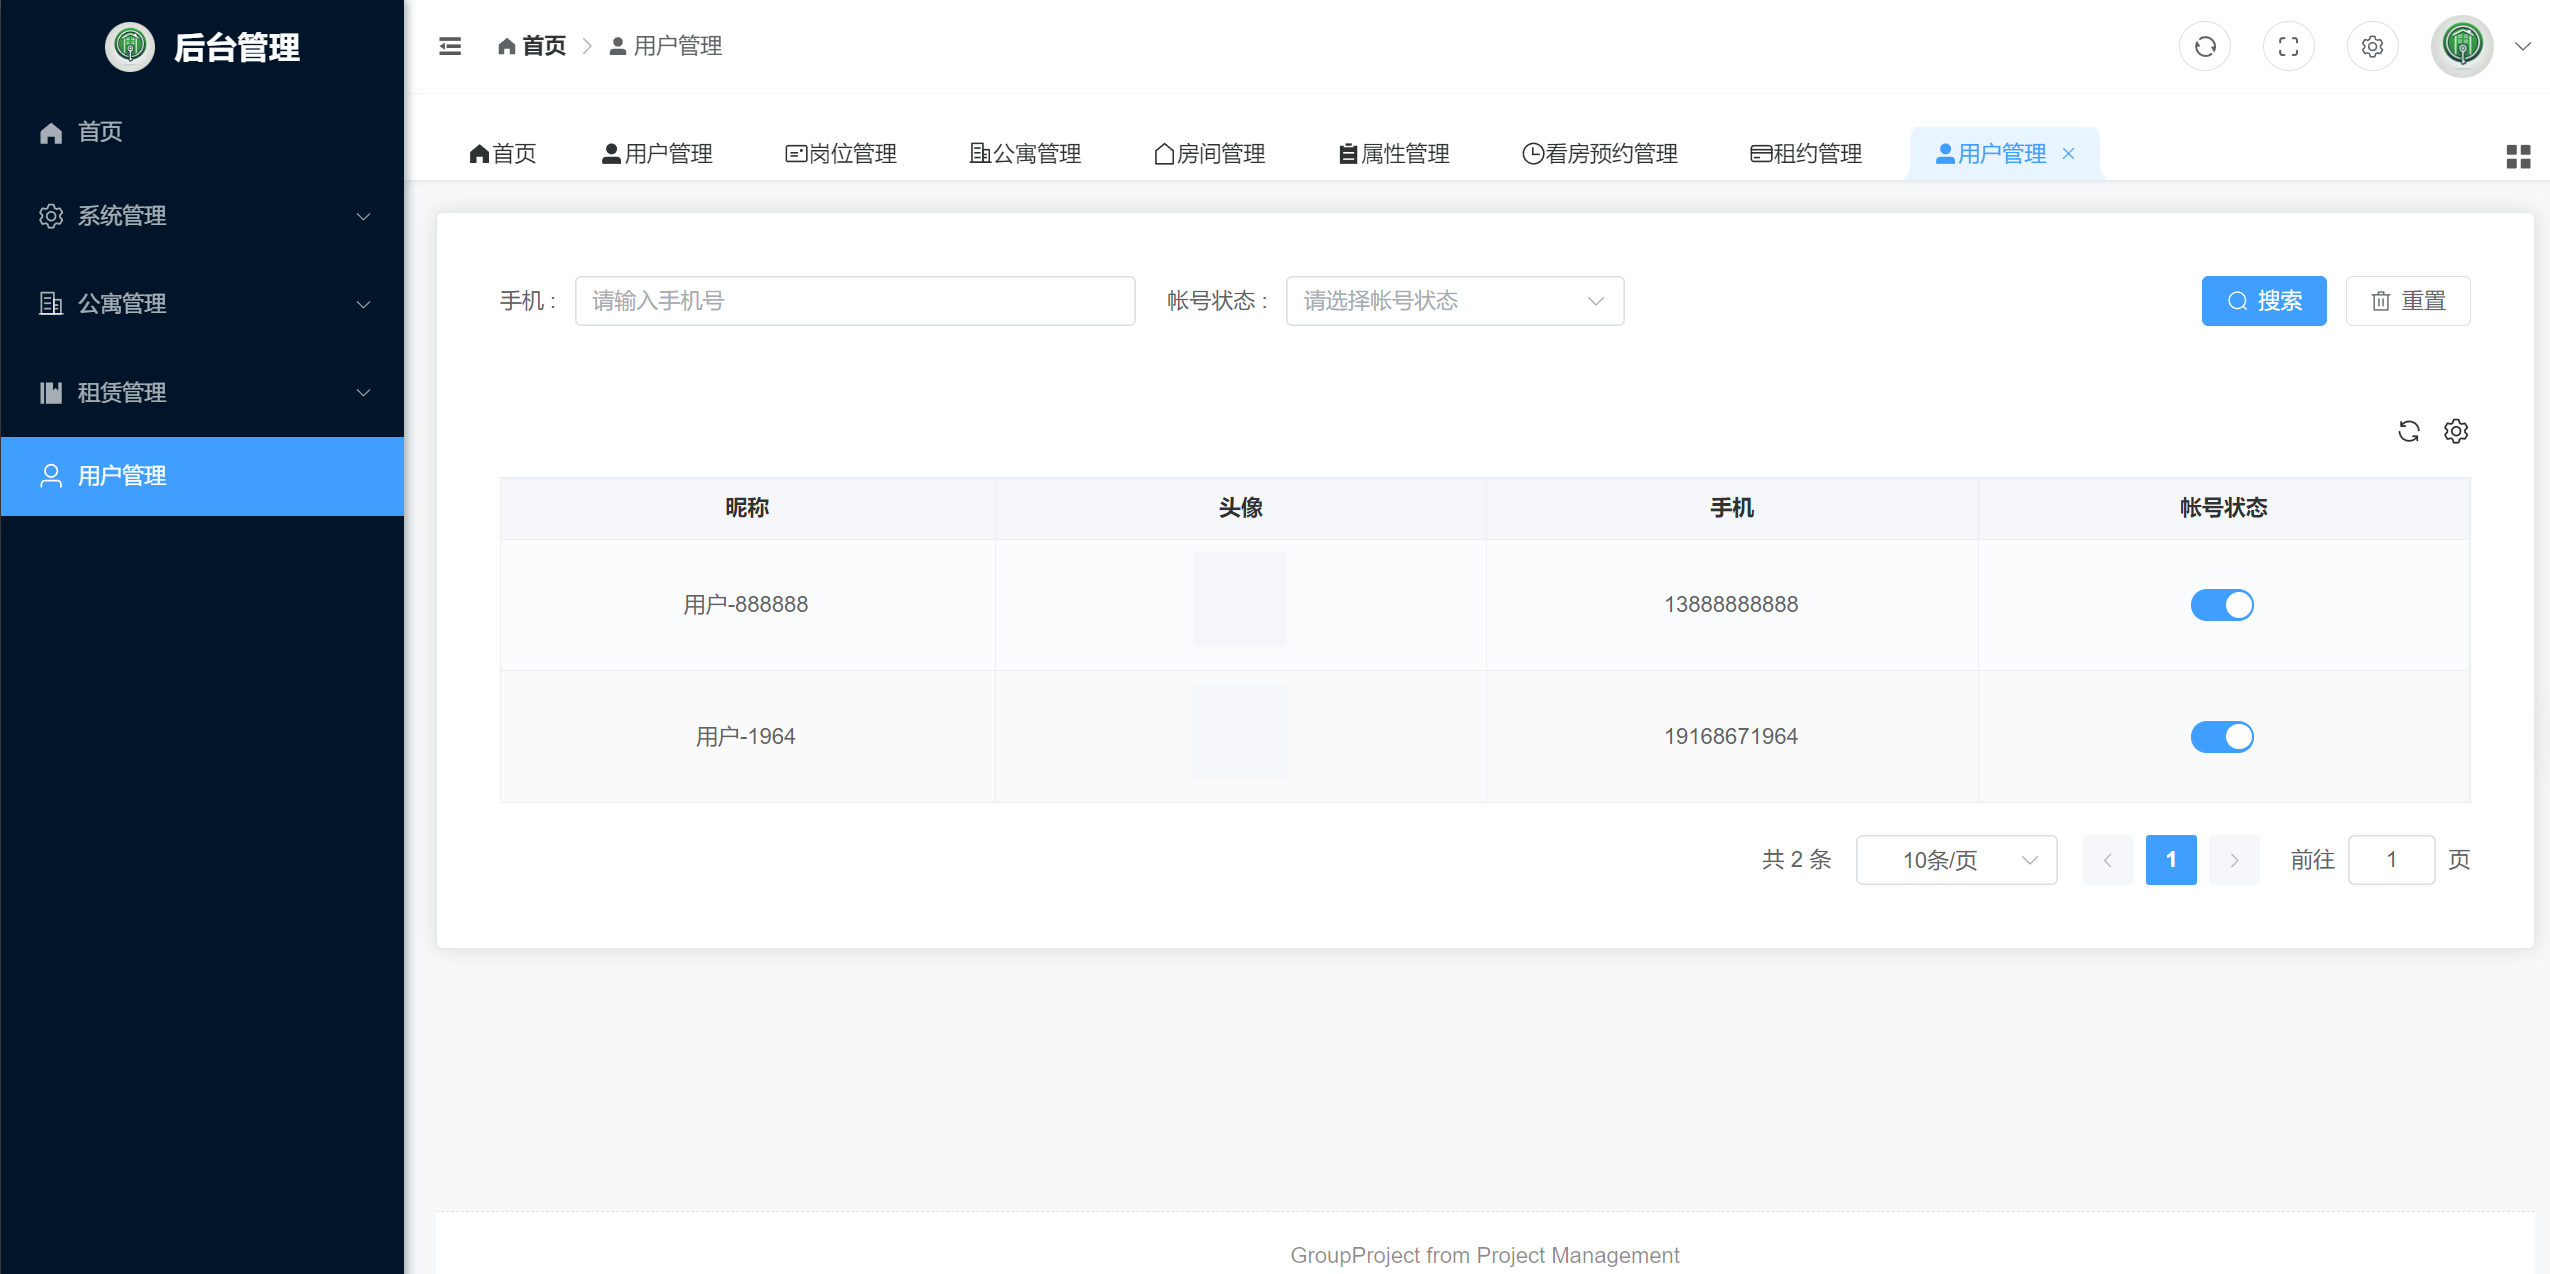 后台管理
首页
系统管理
公寓管理
租赁管理
用户管理
首页 用户管理
首页 用户管理 岗位管理 公寓管理 房间管理 属性管理 看房预约管理 租约管理 用户管理
手机 : 请输入手机号 帐号状态 : 请选择帐号状态 搜索 重置
昵称 头像 手机 帐号状态
用户-888888 13888888888
用户-1964 19168671964
共 2 条 10条/页 1 前往 1 页
GroupProject from Project Management